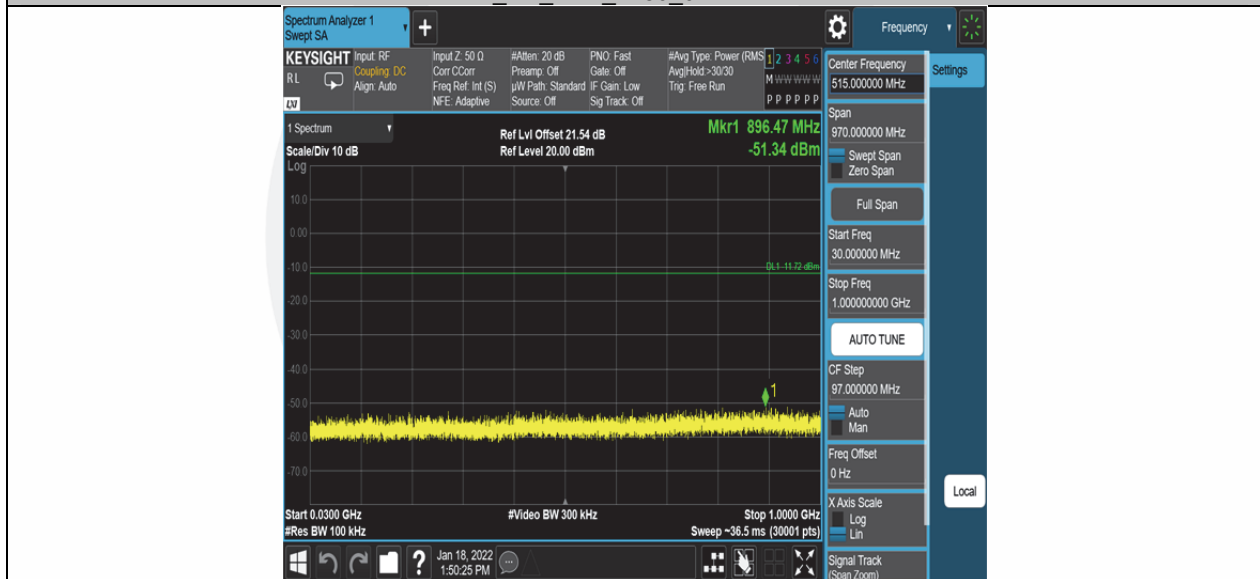 Spectrum Analyzer 1
Swept SA
+
Frequency
KEYSIGHT
RL
LXI
Input: RF
Coupling: DC
Align: Auto
Input Z: 50 Ω
Corr CCorr
Freq Ref: Int (S)
NFE: Adaptive
#Atten: 20 dB
Preamp: Off
µW Path: Standard
Source: Off
PNO: Fast
Gate: Off
IF Gain: Low
Sig Track: Off
#Avg Type: Power (RMS
Avg|Hold:>30/30
Trig: Free Run
1 2 3 4 5 6
M W W W W W
P P P P P P
1 Spectrum
Scale/Div 10 dB
Log
Ref Lvl Offset 21.54 dB
Ref Level 20.00 dBm
Mkr1 896.47 MHz
-51.34 dBm
10.0
0.00
-10.0
DL1 -11.72 dBm
-20.0
-30.0
-40.0
1
-50.0
-60.0
-70.0
Start 0.0300 GHz
#Res BW 100 kHz
#Video BW 300 kHz
Stop 1.0000 GHz
Sweep ~36.5 ms (30001 pts)
?
Jan 18, 2022
1:50:25 PM
Center Frequency
515.000000 MHz
Span
970.000000 MHz
Swept Span
Zero Span
Full Span
Start Freq
30.000000 MHz
Stop Freq
1.000000000 GHz
AUTO TUNE
CF Step
97.000000 MHz
Auto
Man
Freq Offset
0 Hz
X Axis Scale
Log
Lin
Signal Track
(Span Zoom)
Settings
Local